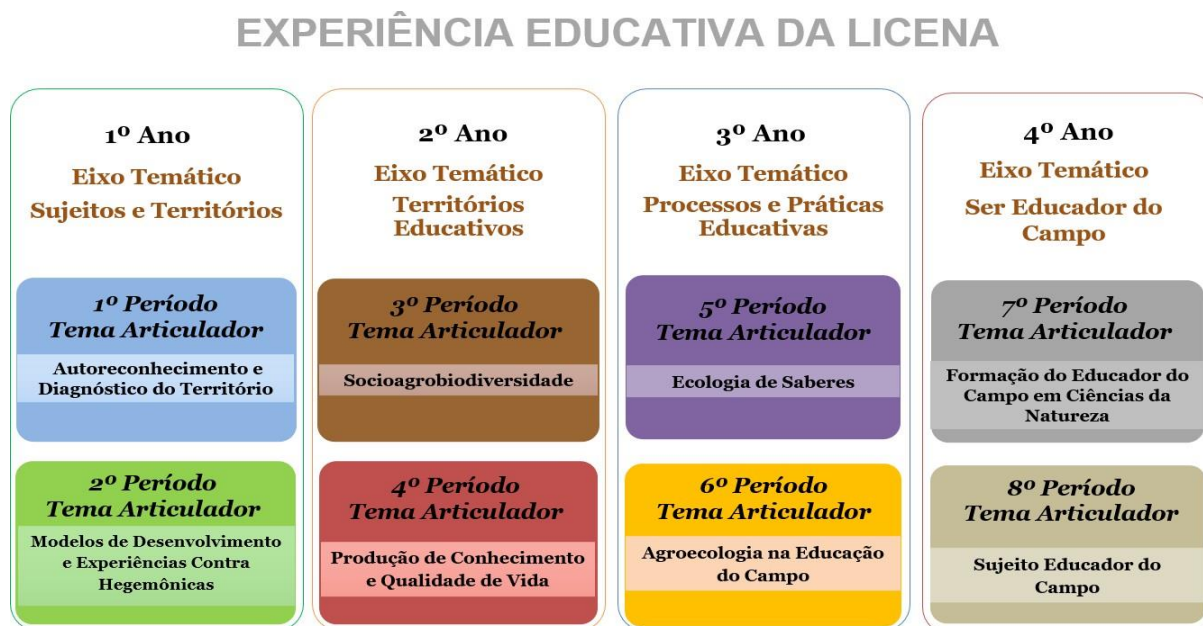 EXPERIÊNCIA EDUCATIVA DA LICENA
1º Ano
Eixo Temático
Sujeitos e Territórios
1º Período
Tema Articulador
Autoreconhecimento e
Diagnóstico do Território
2º Período
Tema Articulador
Modelos de Desenvolvimento
e Experiências Contra
Hegemônicas
2º Ano
Eixo Temático
Territórios
Educativos
3º Período
Tema Articulador
Socioagrobiodiversidade
4º Período
Tema Articulador
Produção de Conhecimento
e Qualidade de Vida
3º Ano
Eixo Temático
Processos e Práticas
Educativas
5º Período
Tema Articulador
Ecologia de Saberes
6º Período
Tema Articulador
Agroecologia na Educação
do Campo
4º Ano
Eixo Temático
Ser Educador do
Campo
7º Período
Tema Articulador
Formação do Educador do
Campo em Ciências da
Natureza
8º Período
Tema Articulador
Sujeito Educador do
Campo